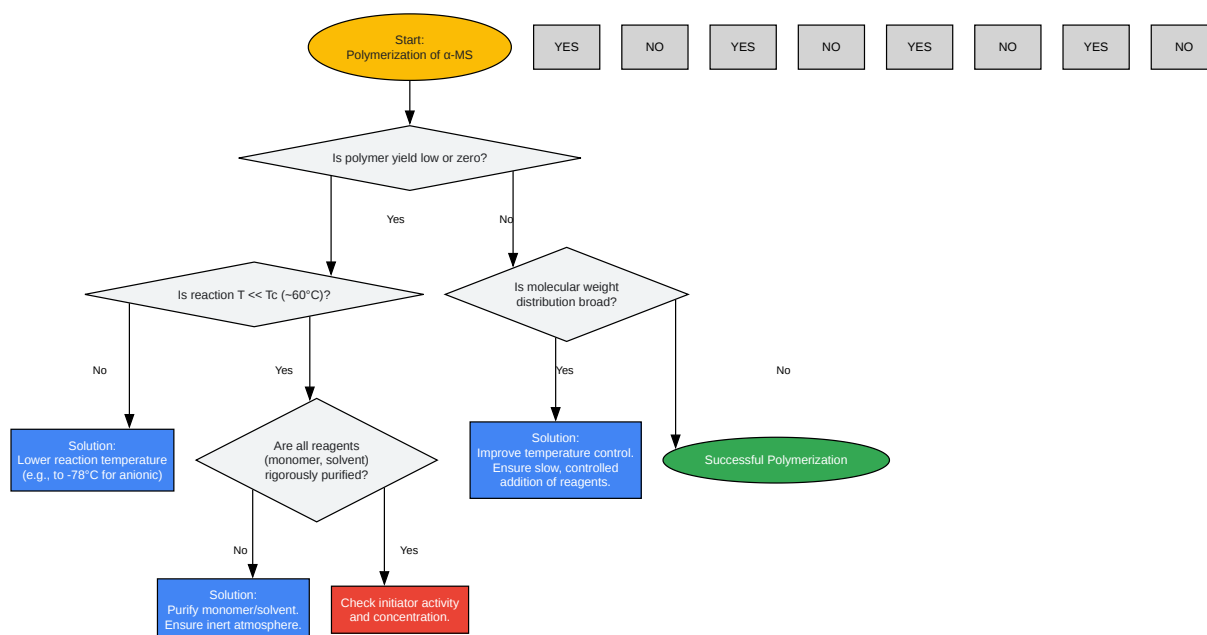 Start:
Polymerization of α-MS
YES
NO
YES
NO
YES
NO
YES
NO
Is polymer yield low or zero?
Yes
No
Is reaction T << Tc (~60°C)?
Is molecular weight
distribution broad?
No
Yes
Yes
No
Solution:
Lower reaction temperature
(e.g., to -78°C for anionic)
Are all reagents
(monomer, solvent)
rigorously purified?
Solution:
Improve temperature control.
Ensure slow, controlled
addition of reagents.
Successful Polymerization
No
Yes
Solution:
Purify monomer/solvent.
Ensure inert atmosphere.
Check initiator activity
and concentration.